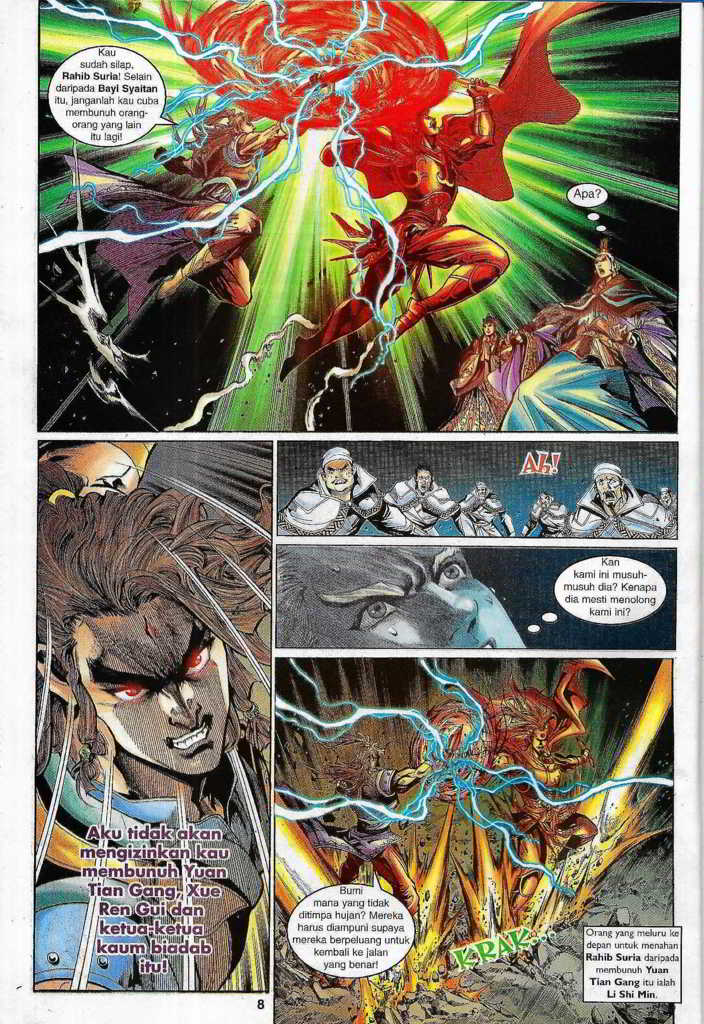 Kau
sudah silap,
Rahib Suria! Selain
daripada Bayi Syaitan
itu, janganlah kau cuba
membunuh orang-
orang yang lain
itu lagi!
Apa?
Ah!
Kan
kami ini musuh-
musuh dia? Kenapa
dia mesti menolong
kami ini?
Aku tidak akan
mengizinkan kau
membunuh Yuan
Tian Gang, Xue
Ren Gui dan
ketua-ketua
kaum biadab
itu!
Bumi
mana yang tidak
ditimpa hujan? Mereka
harus diampuni supaya
mereka berpeluang untuk
kembali ke jalan
yang benar!
KRAK...
Orang yang meluru ke
depan untuk menahan
Rahib Suria daripada
membunuh Yuan
Tian Gang itu ialah
Li Shi Min.
8